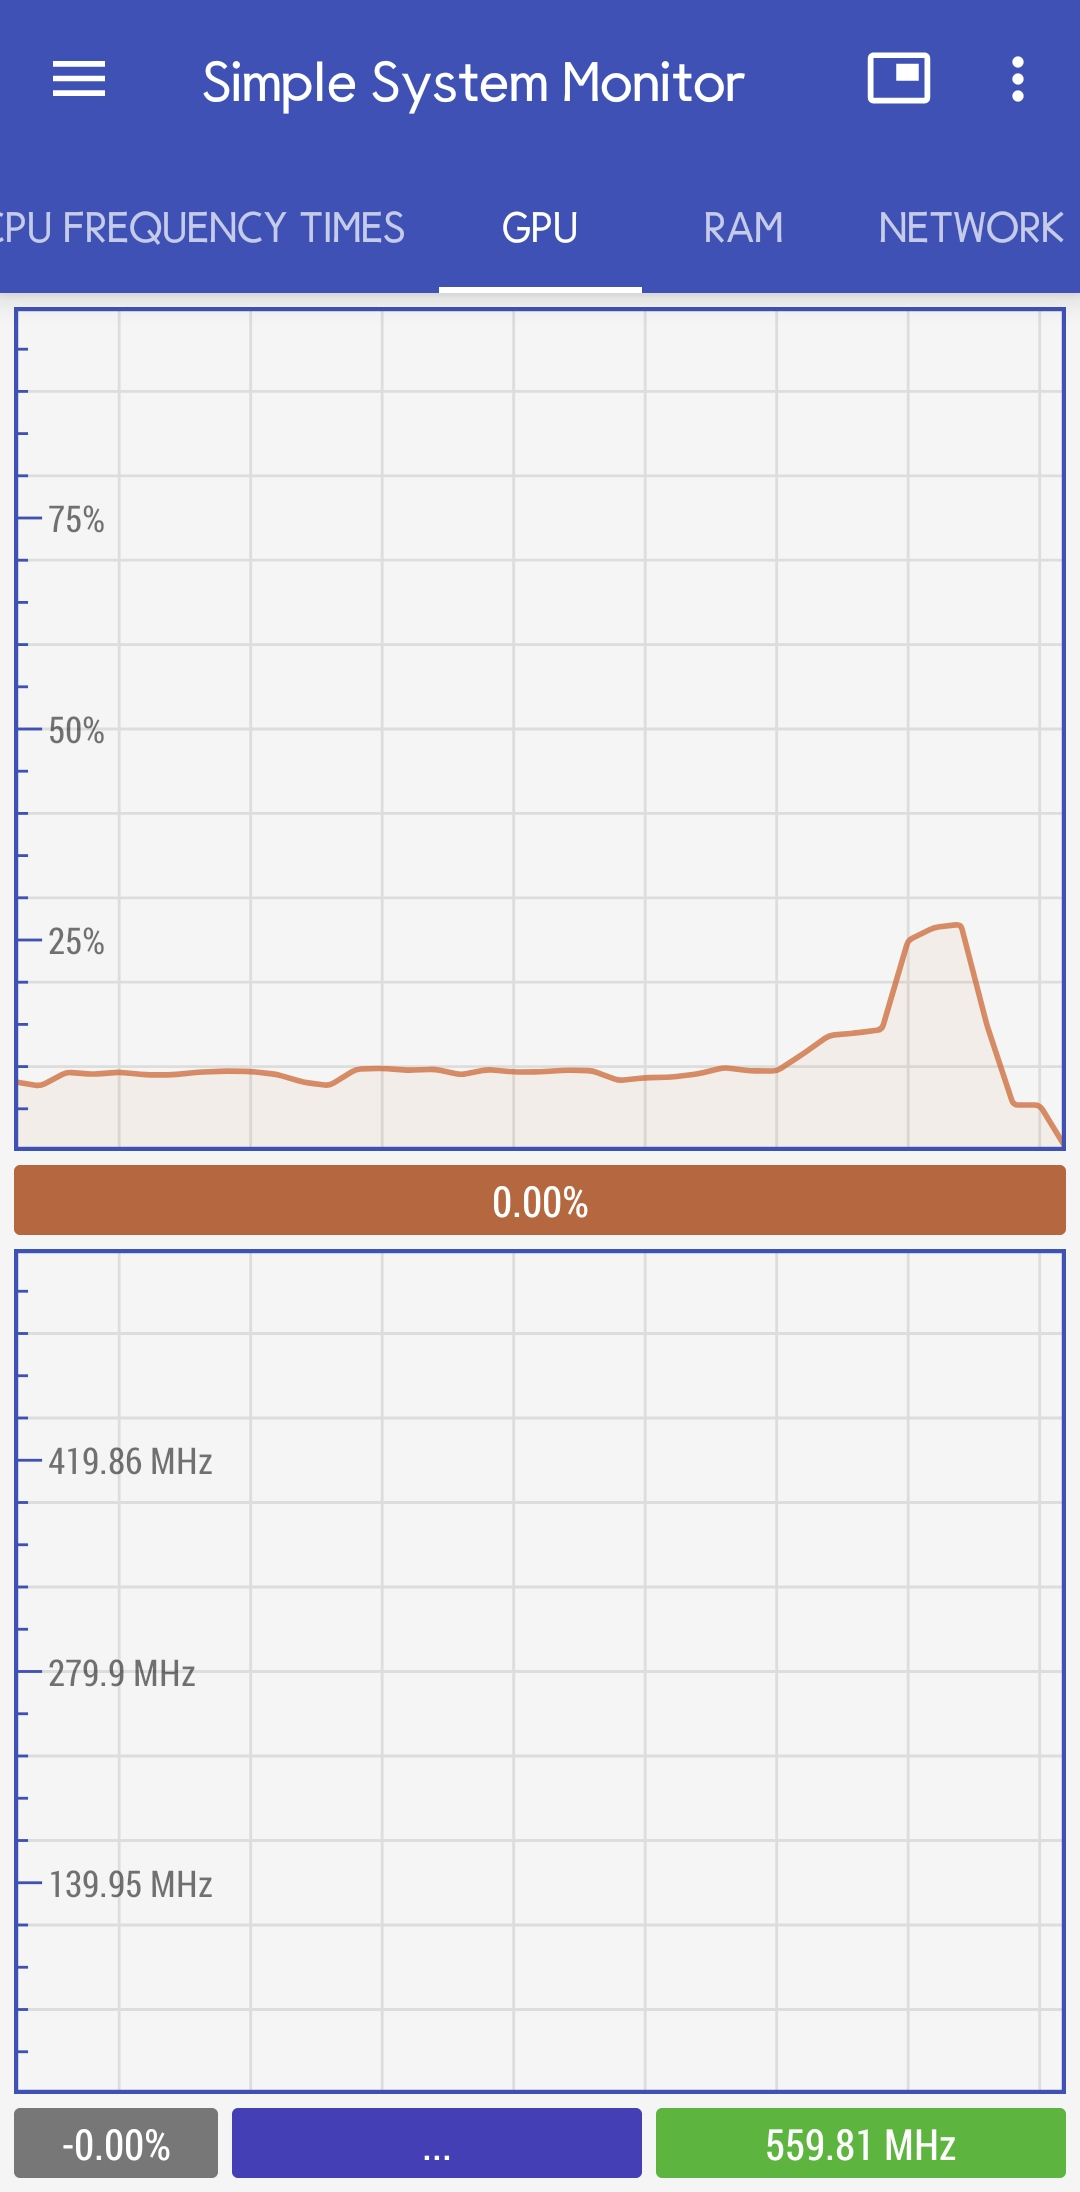 Simple System Monitor
CPU FREQUENCY TIMES GPU RAM NETWORK
75%
50%
25%
0.00%
419.86 MHz
279.9 MHz
139.95 MHz
-0.00% ... 559.81 MHz